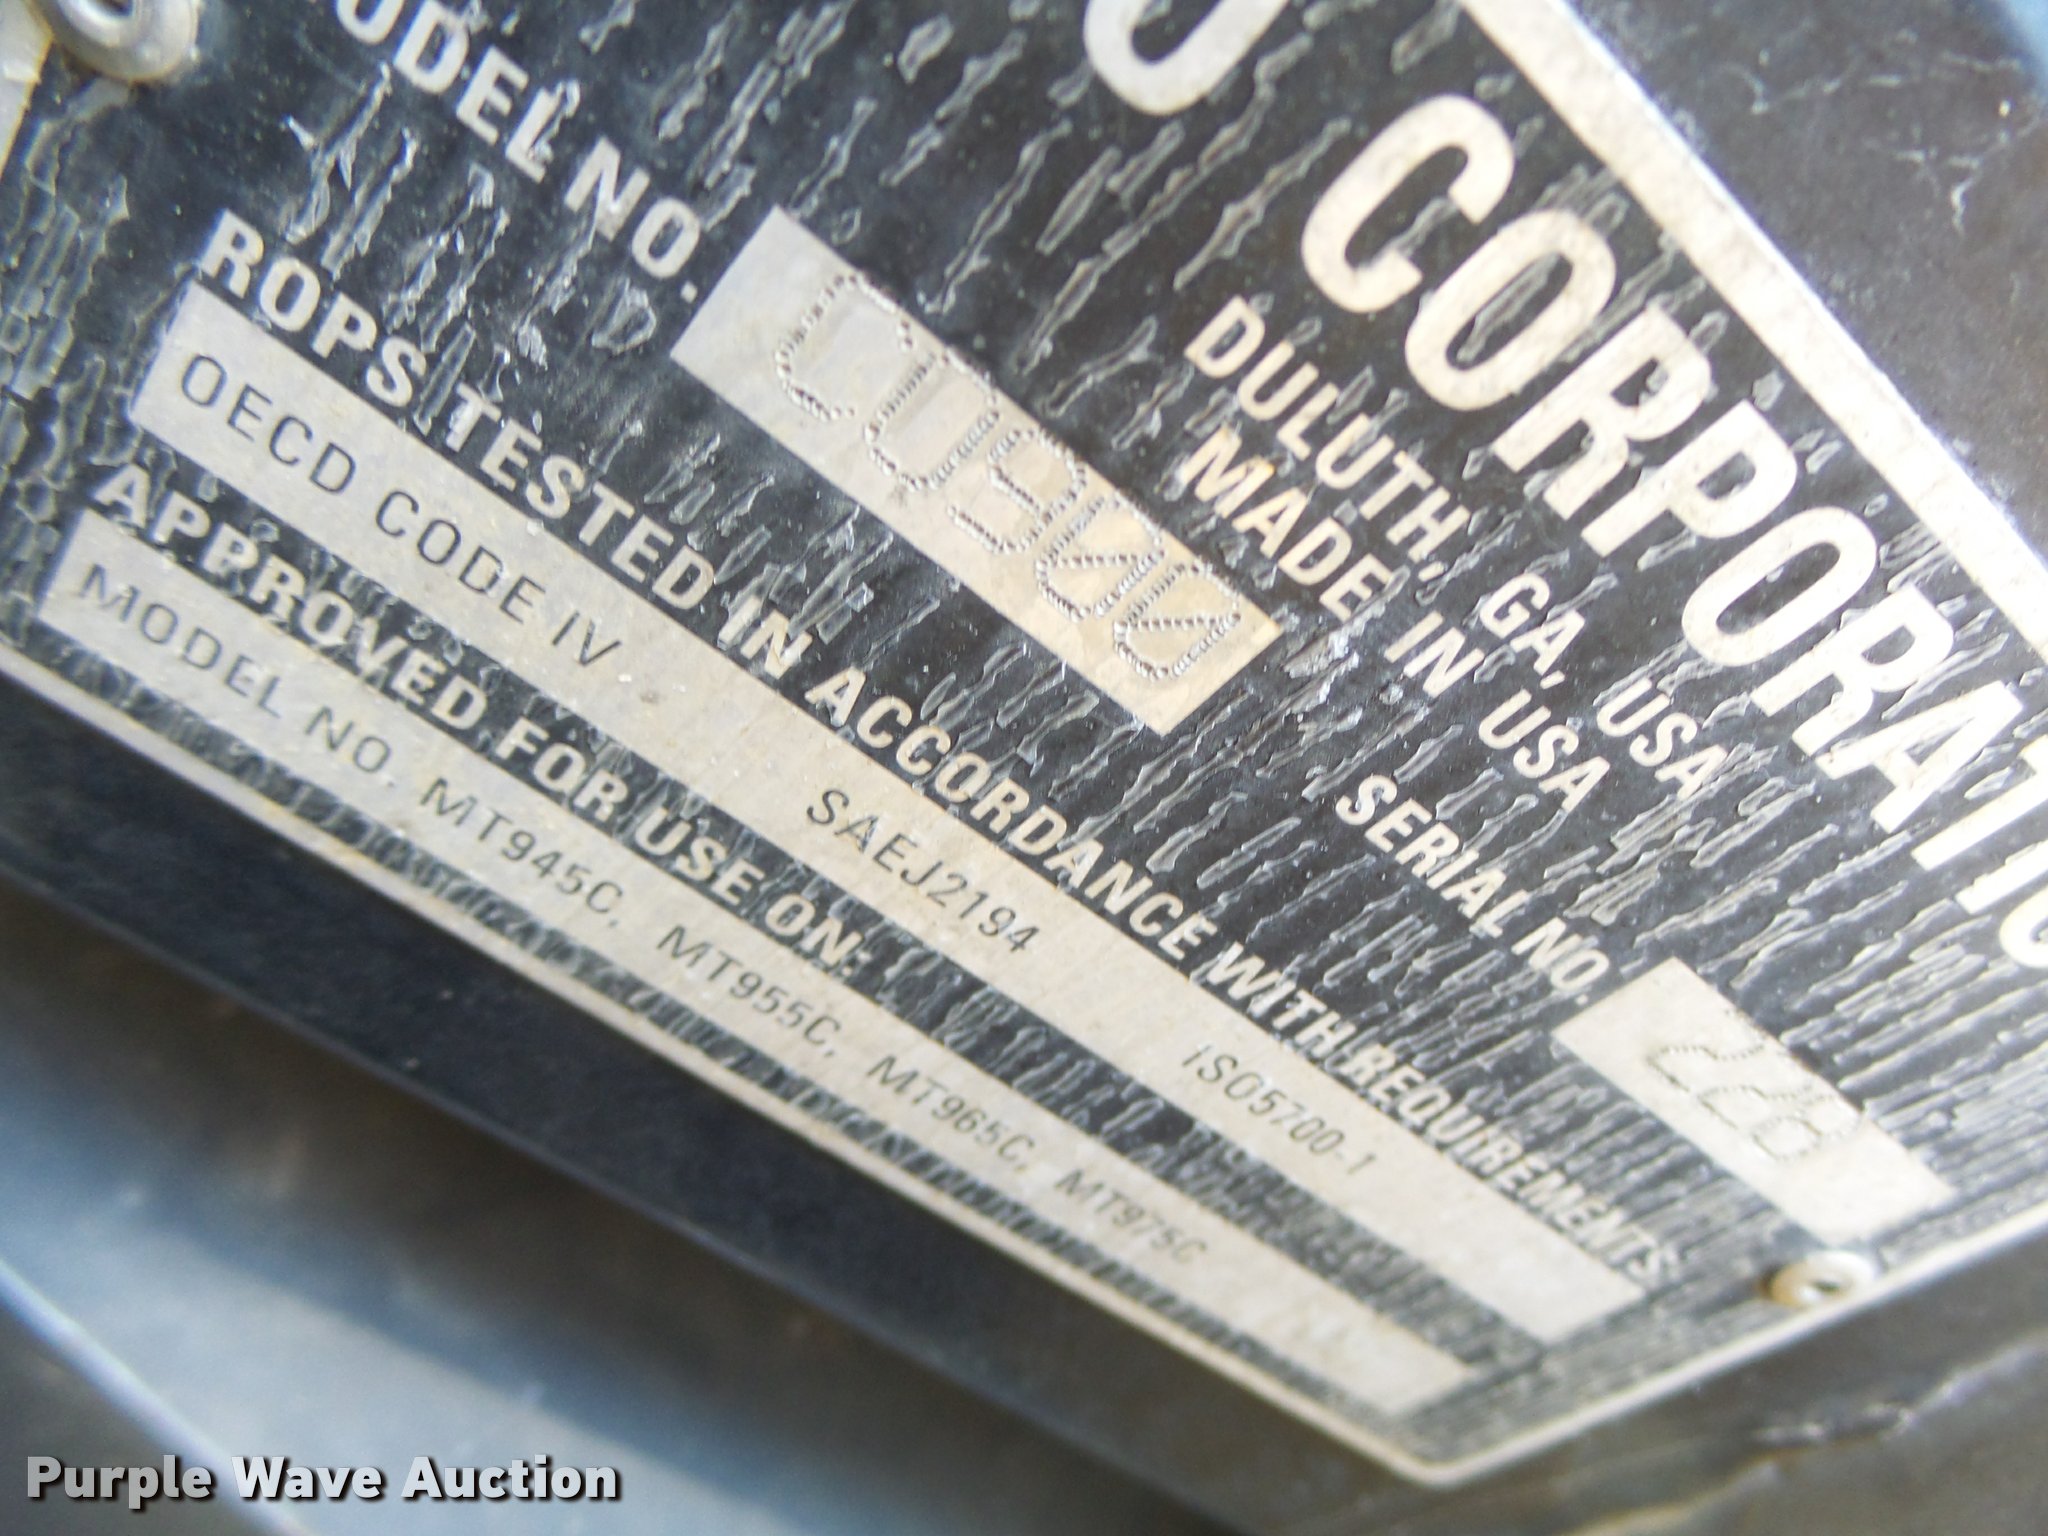 O CORPORATIO
DULUTH, GA, USA
MADE IN USA
ODEL NO. SERIAL NO.
ROPS TESTED IN ACCORDANCE WITH REQUIREMENTS
OECD CODE IV SAEJ2194 ISO5700-1
APPROVED FOR USE ON:
MODEL NO. MT945C, MT955C, MT965C, MT975C
Purple Wave Auction